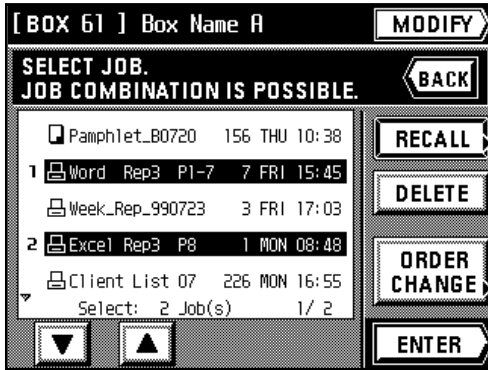 [BOX 61 ] Box Name A
MODIFY
SELECT JOB.
JOB COMBINATION IS POSSIBLE.
BACK
Pamphlet_B0720 156 THU 10:38
1 Word Rep3 P1-7 7 FRI 15:45
Week_Rep_990723 3 FRI 17:03
2 Excel Rep3 P8 1 MON 08:48
Client List 07 226 MON 16:55
Select: 2 Job(s) 1/ 2
RECALL
DELETE
ORDER
CHANGE
ENTER